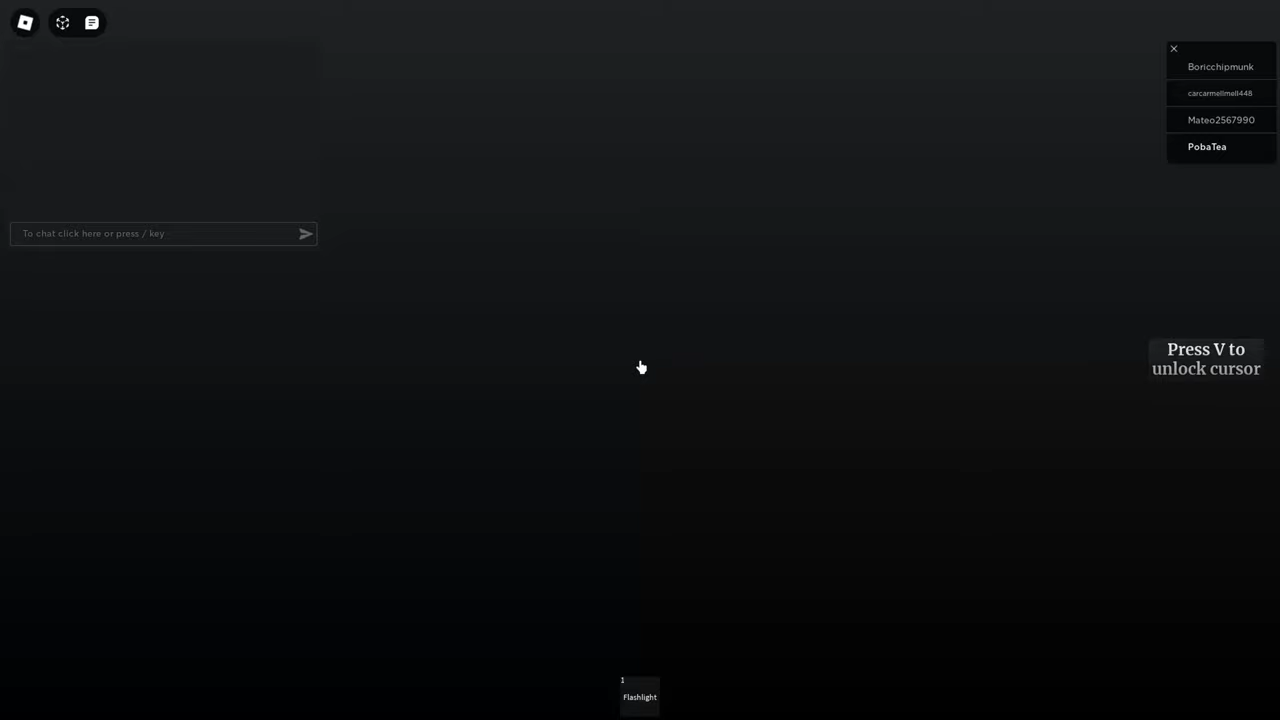 Boricchipmunk
carcarmellmell448
Mateo2567990
PobaTea
To chat click here or press / key
Press V to
unlock cursor
1
Flashlight